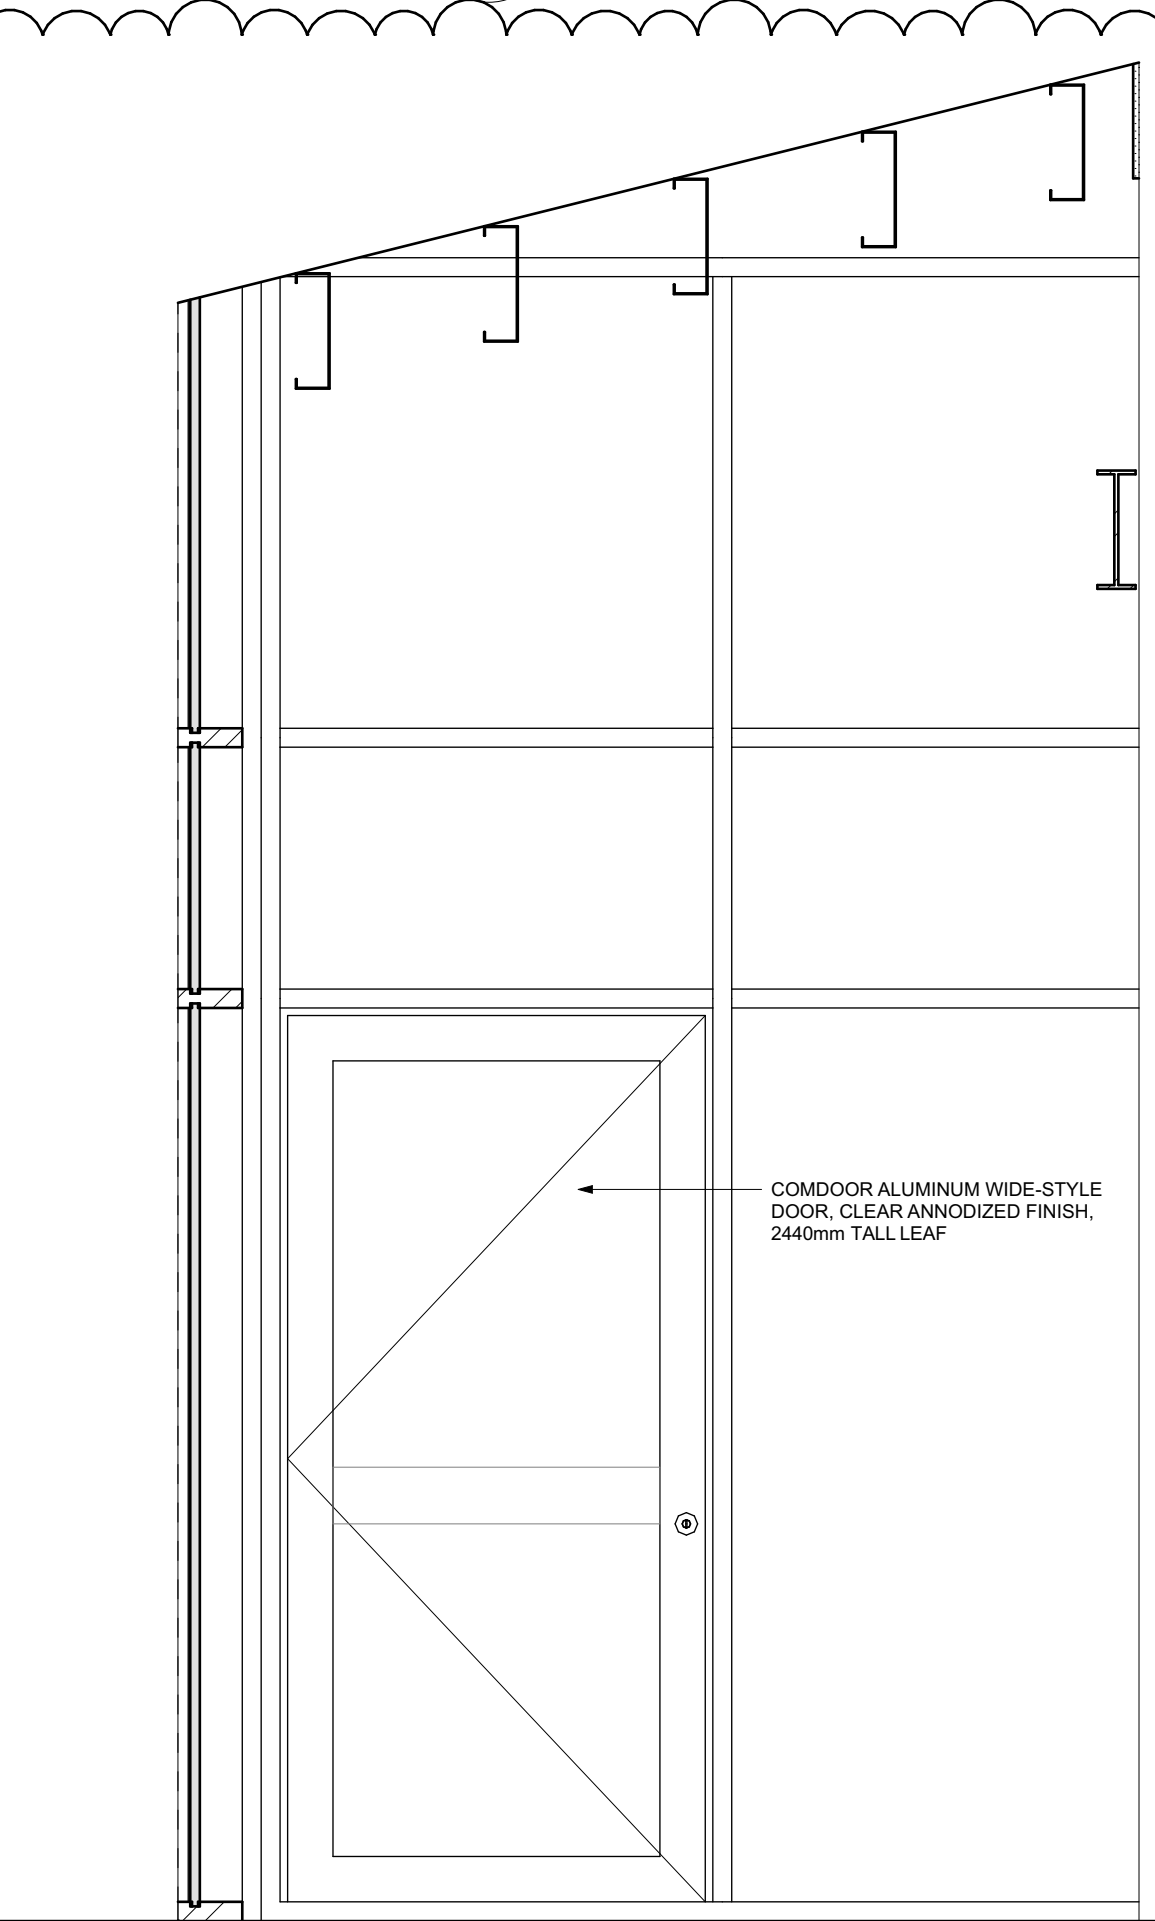 COMDOOR ALUMINUM WIDE-STYLE
DOOR, CLEAR ANNODIZED FINISH,
2440mm TALL LEAF